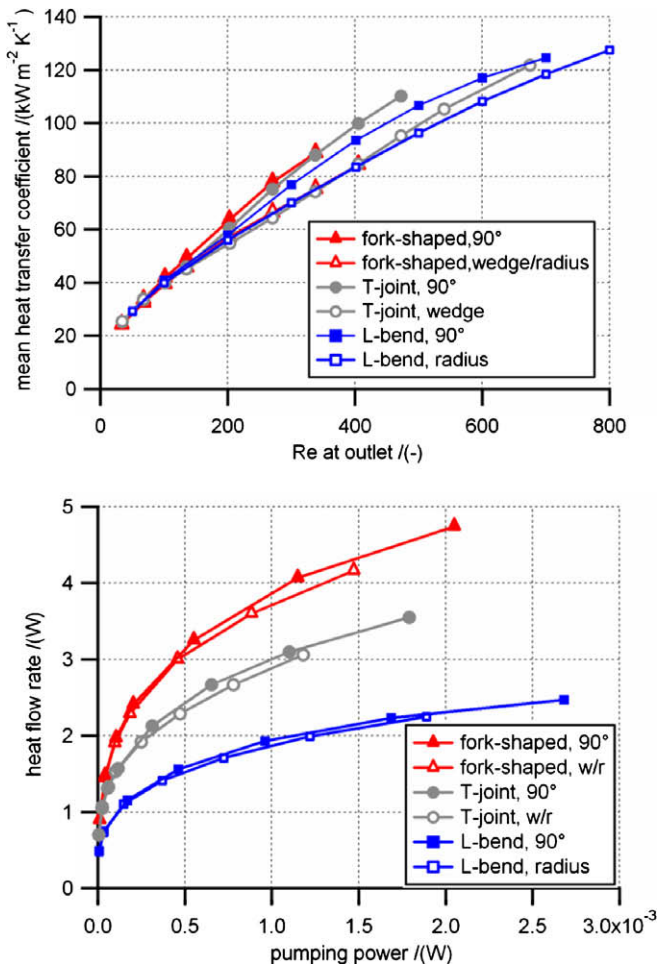 mean heat transfer coefficient /(kW m⁻² K⁻¹)
140
120
100
80
60
40
20
0
fork-shaped,90°
fork-shaped,wedge/radius
T-joint, 90°
T-joint, wedge
L-bend, 90°
L-bend, radius
0 200 400 600 800
Re at outlet /(-)
heat flow rate /(W)
5
4
3
2
1
0
fork-shaped, 90°
fork-shaped, w/r
T-joint, 90°
T-joint, w/r
L-bend, 90°
L-bend, radius
0.0 0.5 1.0 1.5 2.0 2.5 3.0x10⁻³
pumping power /(W)